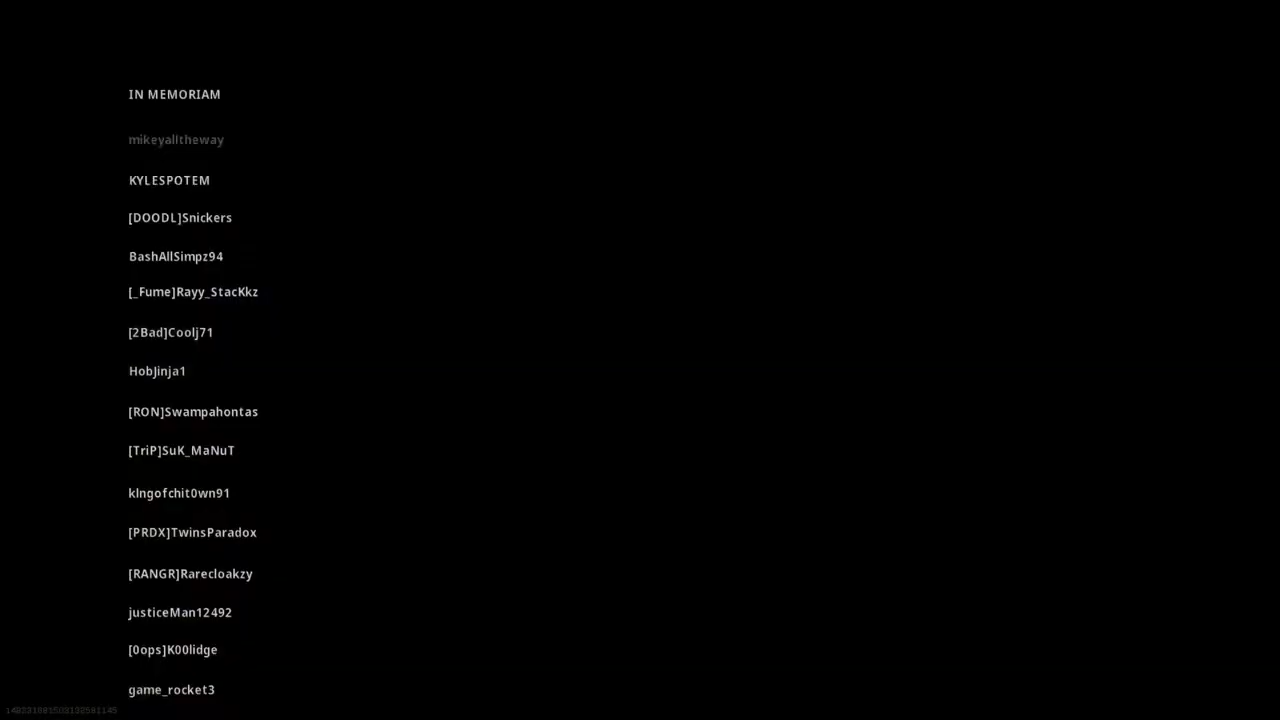 IN MEMORIAM
mikeyalltheway
KYLESPOTEM
[DOODL]Snickers
BashAllSimpz94
[_Fume]Rayy_StacKkz
[2Bad]Coolj71
HobJinja1
[RON]Swampahontas
[TriP]SuK_MaNuT
klngofchit0wn91
[PRDX]TwinsParadox
[RANGR]Rarecloakzy
justiceMan12492
[0ops]K00lidge
game_rocket3